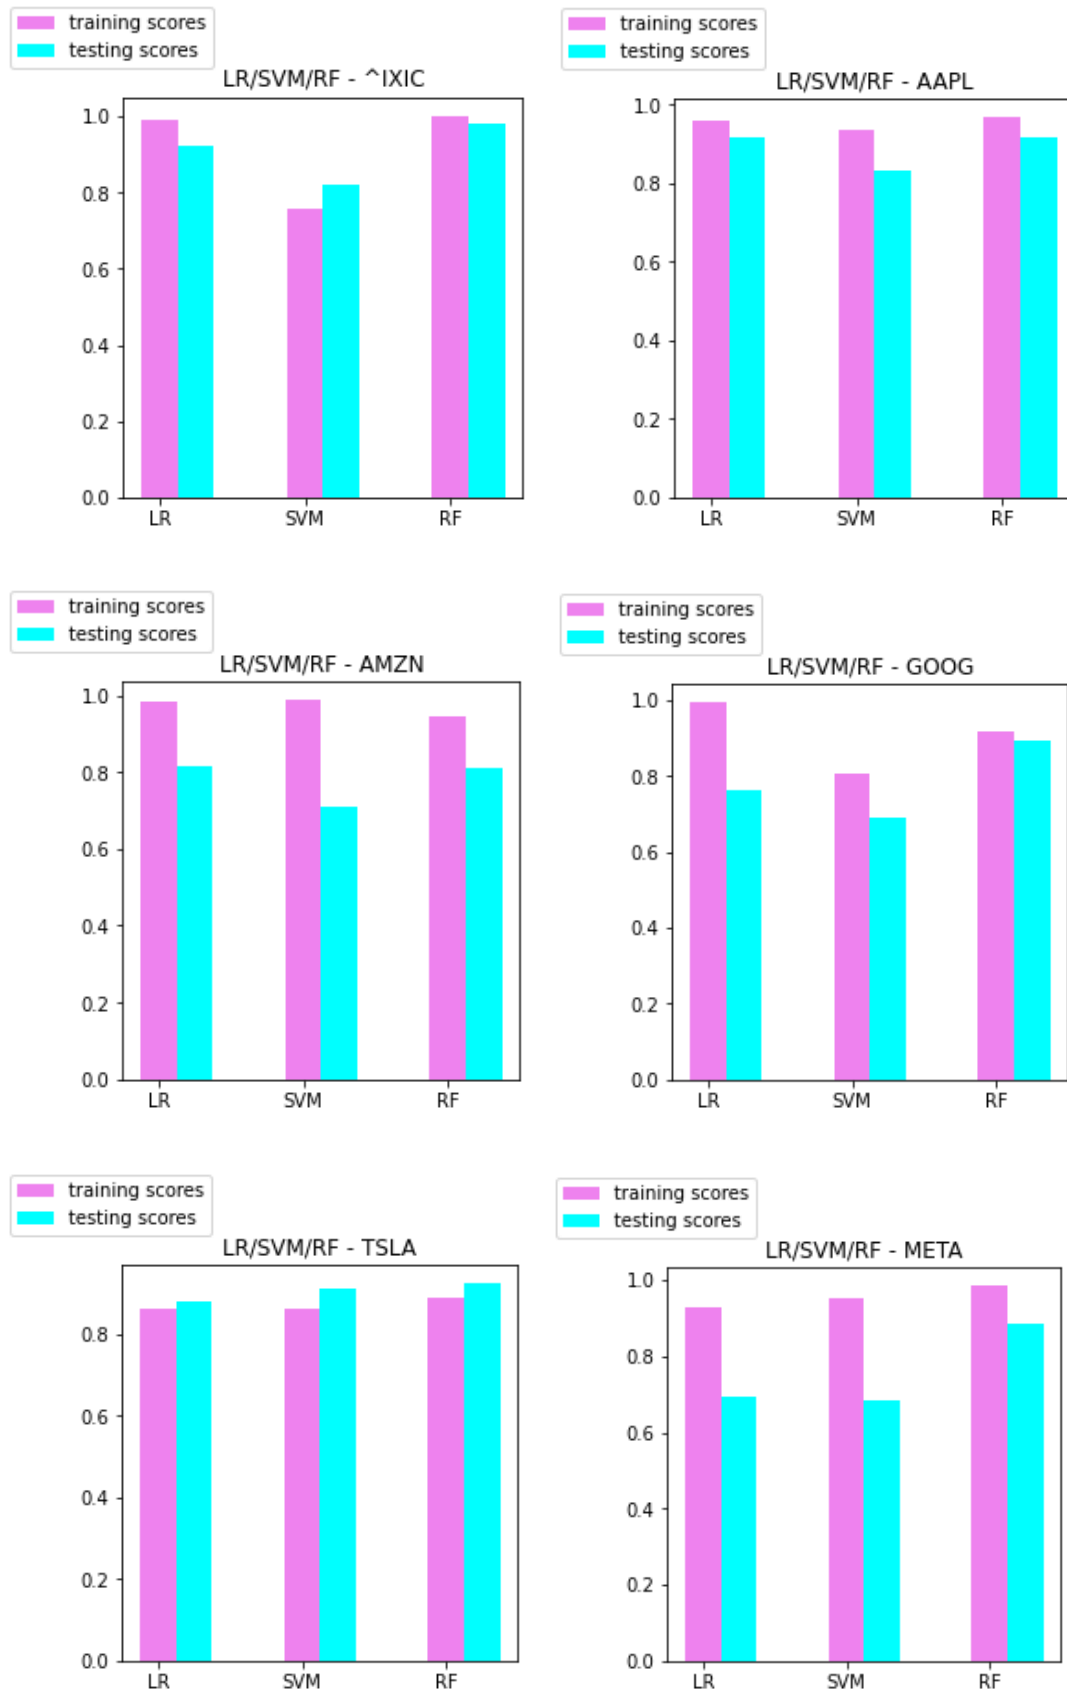 training scores
testing scores
LR/SVM/RF - ^IXIC
1.0
0.8
0.6
0.4
0.2
0.0
LR SVM RF
training scores
testing scores
LR/SVM/RF - AAPL
1.0
0.8
0.6
0.4
0.2
0.0
LR SVM RF
training scores
testing scores
LR/SVM/RF - AMZN
1.0
0.8
0.6
0.4
0.2
0.0
LR SVM RF
training scores
testing scores
LR/SVM/RF - GOOG
1.0
0.8
0.6
0.4
0.2
0.0
LR SVM RF
training scores
testing scores
LR/SVM/RF - TSLA
0.8
0.6
0.4
0.2
0.0
LR SVM RF
training scores
testing scores
LR/SVM/RF - META
1.0
0.8
0.6
0.4
0.2
0.0
LR SVM RF